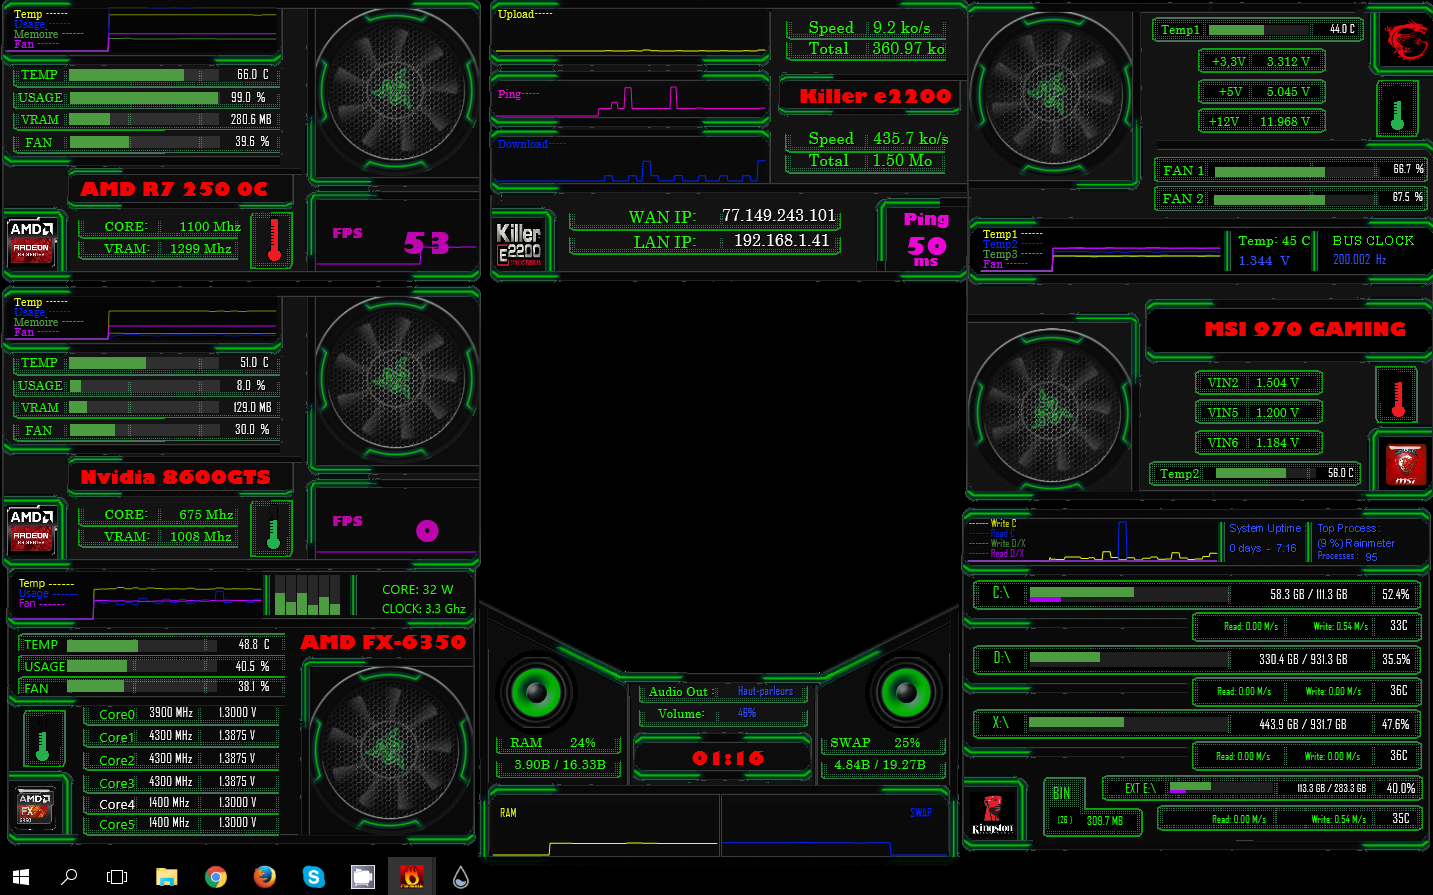 Temp ------
Usage ------
Memoire ------
Fan ------
TEMP 66.0 C
USAGE 99.0 %
VRAM 280.6 MB
FAN 39.6 %
AMD R7 250 OC
AMD
RADEON
CORE: 1100 Mhz
VRAM: 1299 Mhz
FPS 53
Upload-----
Speed 9.2 ko/s
Total 360.97 ko
Ping-----
Killer e2200
Download-----
Speed 435.7 ko/s
Total 1.50 Mo
Killer
E2200
WAN IP: 77.149.243.101
LAN IP: 192.168.1.41
Ping
50
ms
Temp1 44.0 C
+3,3V 3.312 V
+5V 5.045 V
+12V 11.968 V
FAN 1 66.7 %
FAN 2 67.5 %
Temp1 ------
Temp2 ------
Temp3 ------
Fan ------
Temp: 45 C
1.344 V
BUS CLOCK
200.002 Hz
MSI 970 GAMING
VIN2 1.504 V
VIN5 1.200 V
VIN6 1.184 V
Temp2 56.0 C
msi
Temp ------
Usage ------
Memoire ------
Fan ------
TEMP 51.0 C
USAGE 8.0 %
VRAM 129.0 MB
FAN 30.0 %
Nvidia 8600GTS
AMD
RADEON
CORE: 675 Mhz
VRAM: 1008 Mhz
FPS 0
Temp ------
Usage ------
Fan ------
CORE: 32 W
CLOCK: 3.3 Ghz
AMD FX-6350
TEMP 48.8 C
USAGE 40.5 %
FAN 38.1 %
Core0 3900 MHz 1.3000 V
Core1 4300 MHz 1.3875 V
Core2 4300 MHz 1.3875 V
Core3 4300 MHz 1.3875 V
Core4 1400 MHz 1.3000 V
Core5 1400 MHz 1.3000 V
AMD
FX
6350
Audio Out : Haut-parleurs
Volume: 46%
RAM 24%
3.90B / 16.33B
01:16
SWAP 25%
4.84B / 19.27B
RAM
SWAP
------ Write C
------ Read C
------ Write D/X
------ Read D/X
System Uptime
0 days - 7:16
Top Process :
(9 %) Rainmeter
Processes : 95
C:\ 58.3 GB / 111.3 GB 52.4%
Read: 0.00 M/s Write: 0.54 M/s 33C
D:\ 330.4 GB / 931.3 GB 35.5%
Read: 0.00 M/s Write: 0.00 M/s 36C
X:\ 443.9 GB / 931.7 GB 47.6%
Read: 0.00 M/s Write: 0.00 M/s 36C
Kingston
BIN
(26 ) 309.7 MB
EXT E:\ 113.3 GB / 283.3 GB 40.0%
Read: 0.00 M/s Write: 0.54 M/s 35C